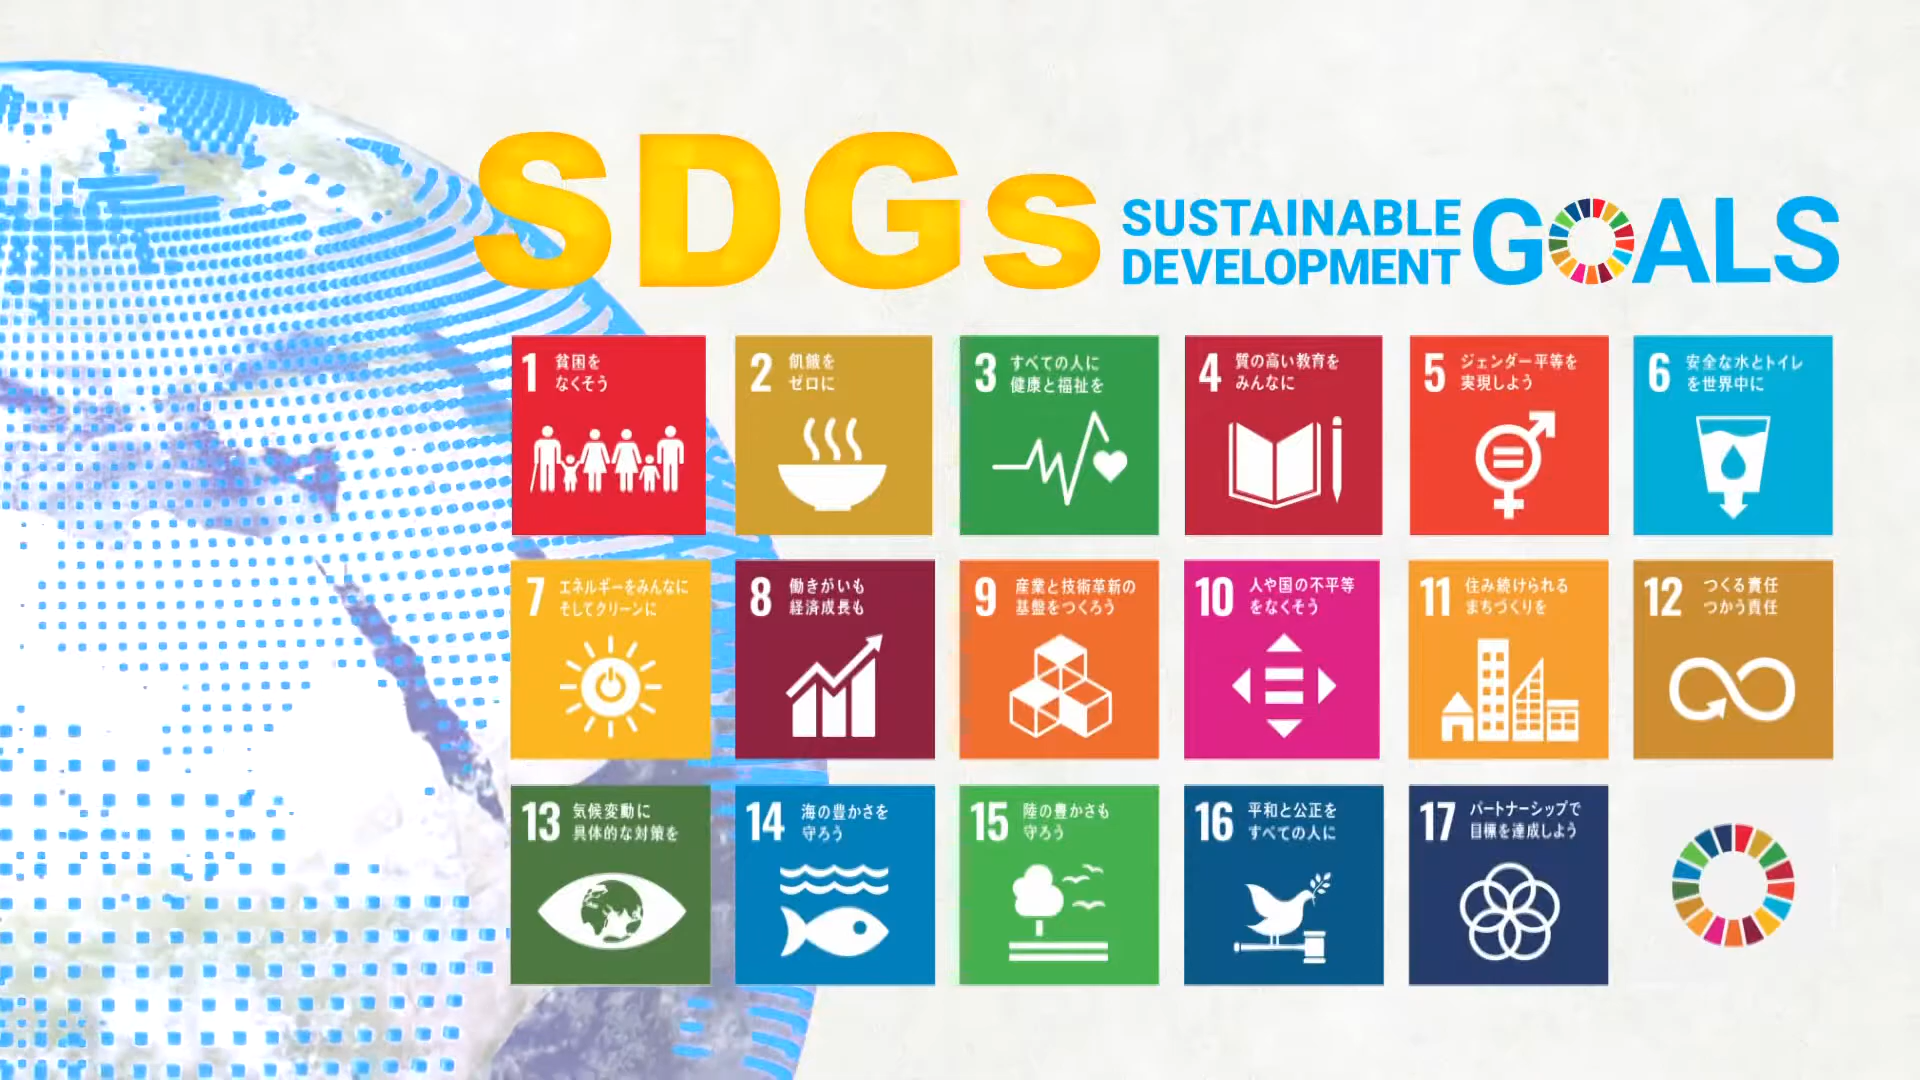 SDGs
SUSTAINABLE
DEVELOPMENT
GOALS
1 貧困を
なくそう
2 飢餓を
ゼロに
3 すべての人に
健康と福祉を
4 質の高い教育を
みんなに
5 ジェンダー平等を
実現しよう
6 安全な水とトイレ
を世界中に
7 エネルギーをみんなに
そしてクリーンに
8 働きがいも
経済成長も
9 産業と技術革新の
基盤をつくろう
10 人や国の不平等
をなくそう
11 住み続けられる
まちづくりを
12 つくる責任
つかう責任
13 気候変動に
具体的な対策を
14 海の豊かさを
守ろう
15 陸の豊かさも
守ろう
16 平和と公正を
すべての人に
17 パートナーシップで
目標を達成しよう